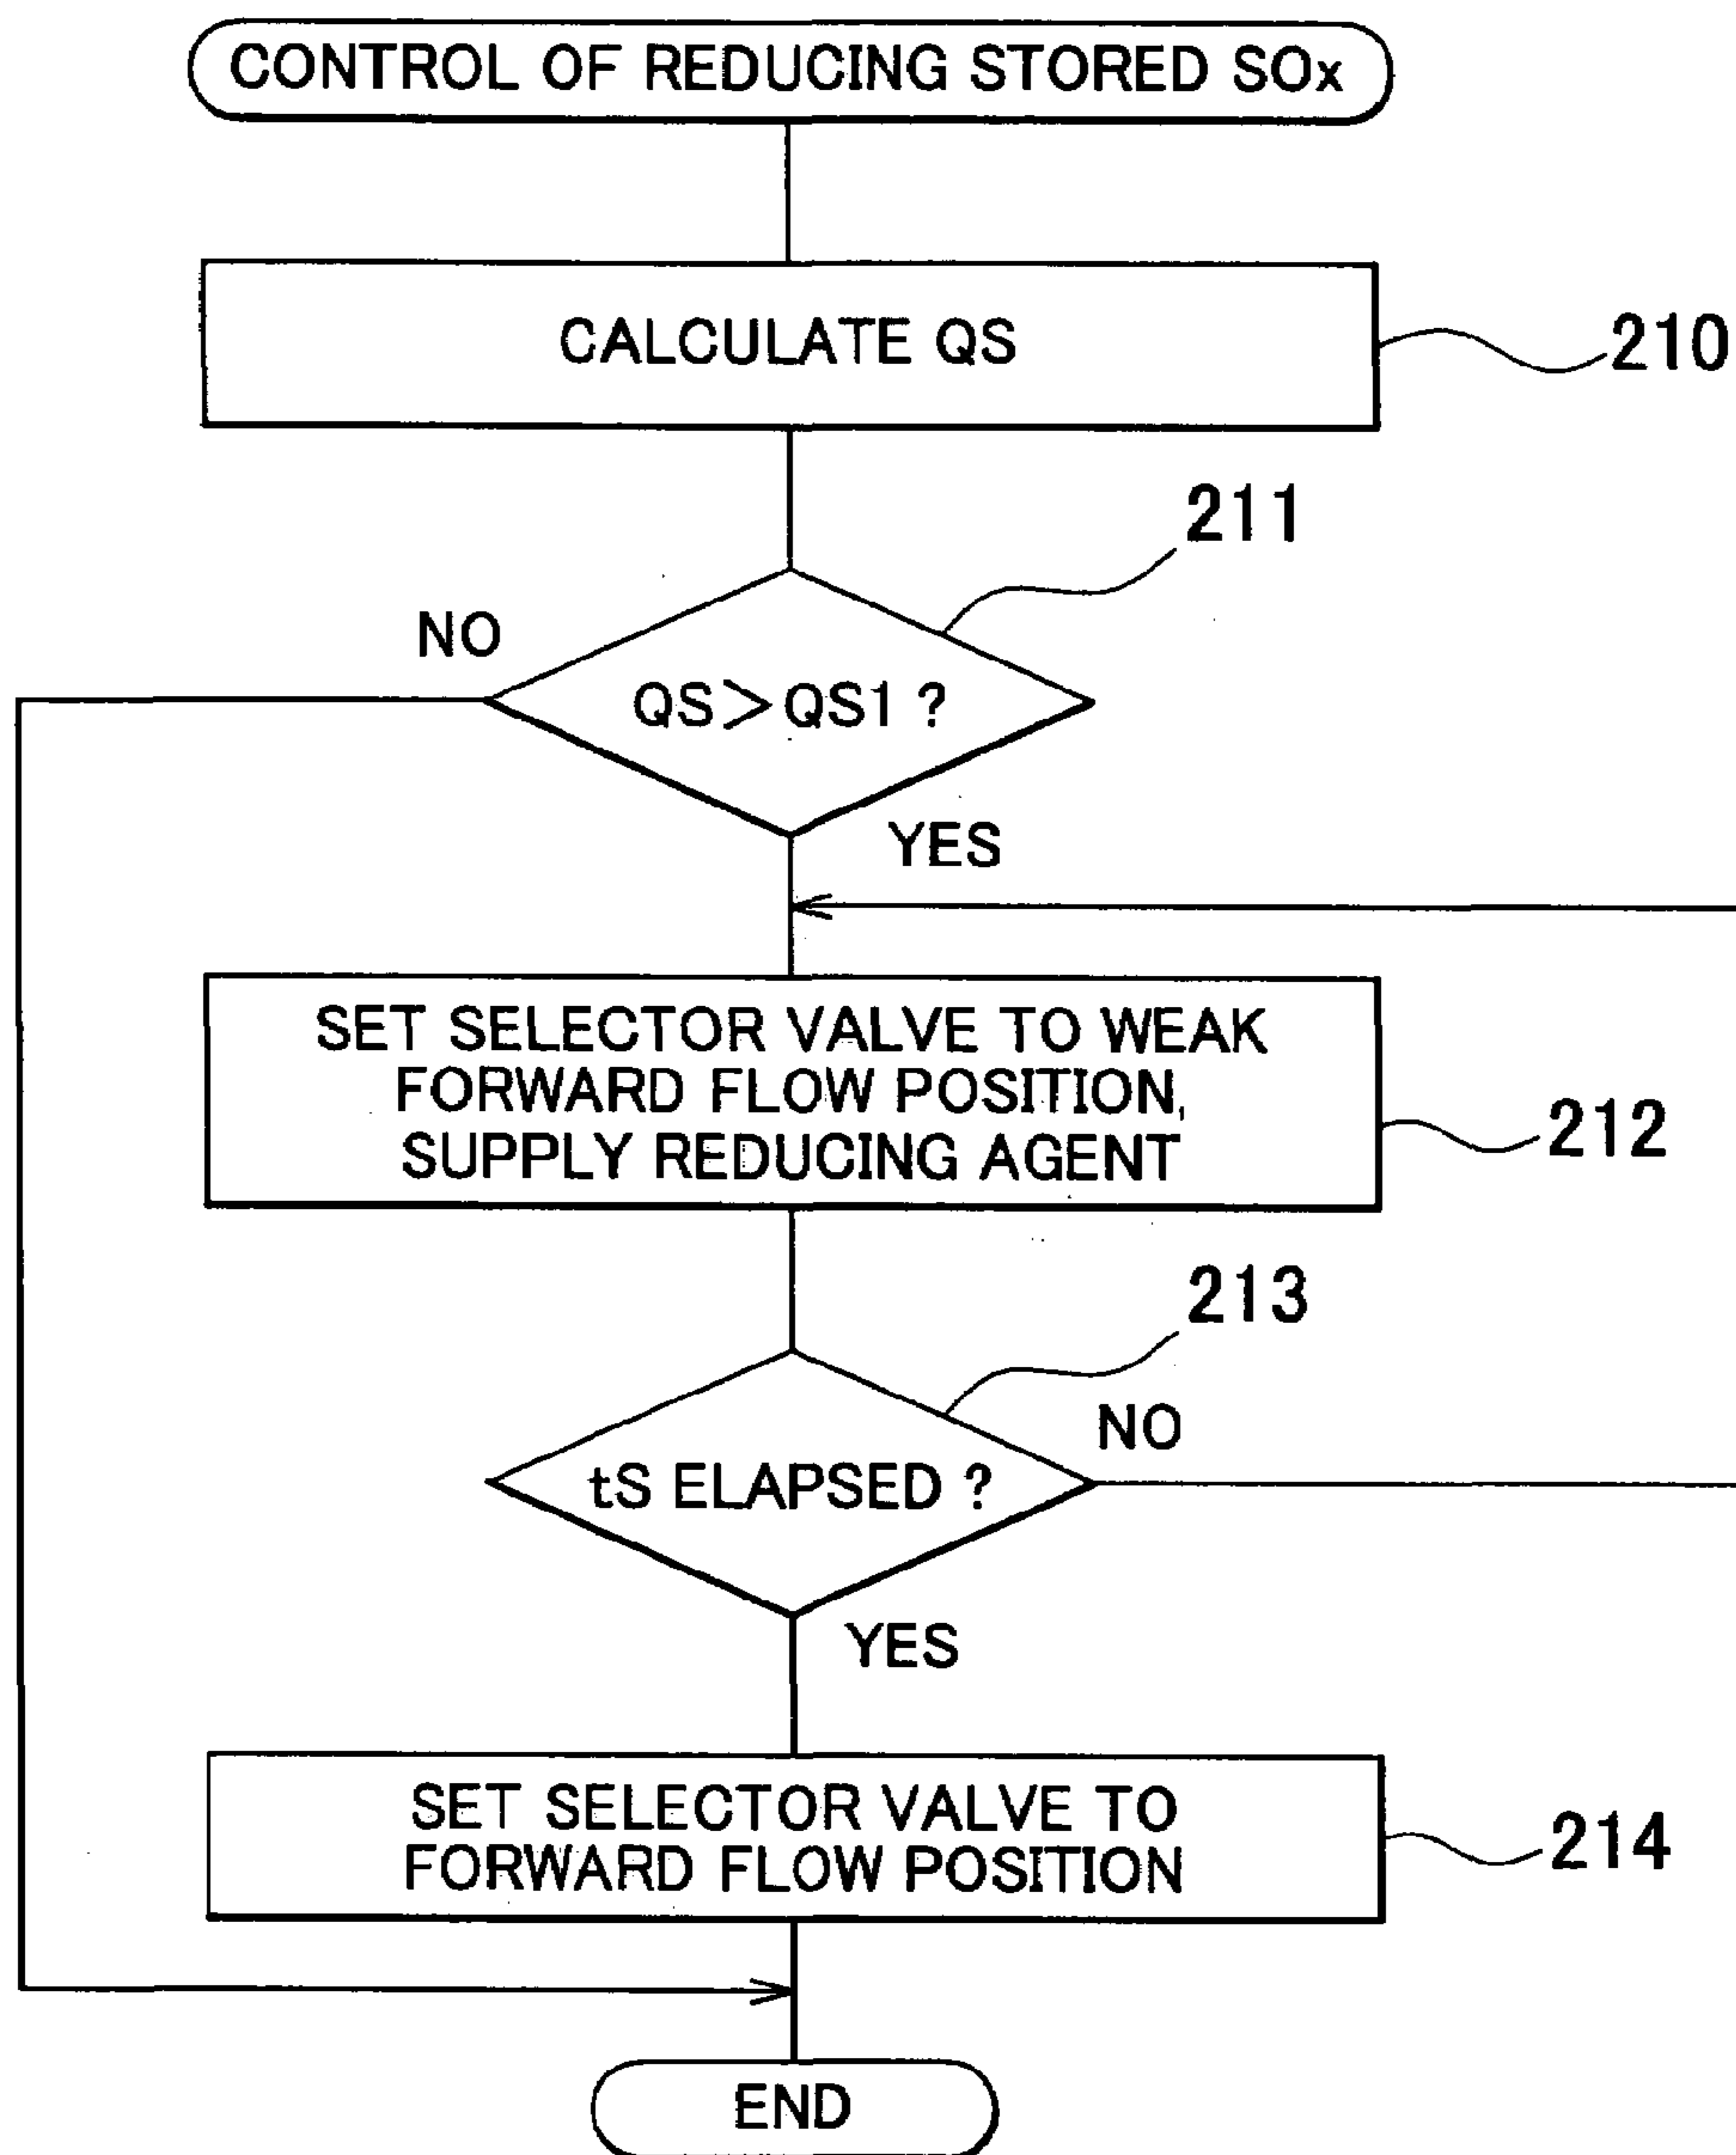 CONTROL OF REDUCING STORED SOx
CALCULATE QS
210
211
NO
QS>QS1 ?
YES
SET SELECTOR VALVE TO WEAK
FORWARD FLOW POSITION,
SUPPLY REDUCING AGENT
212
213
NO
tS ELAPSED ?
YES
SET SELECTOR VALVE TO
FORWARD FLOW POSITION
214
END